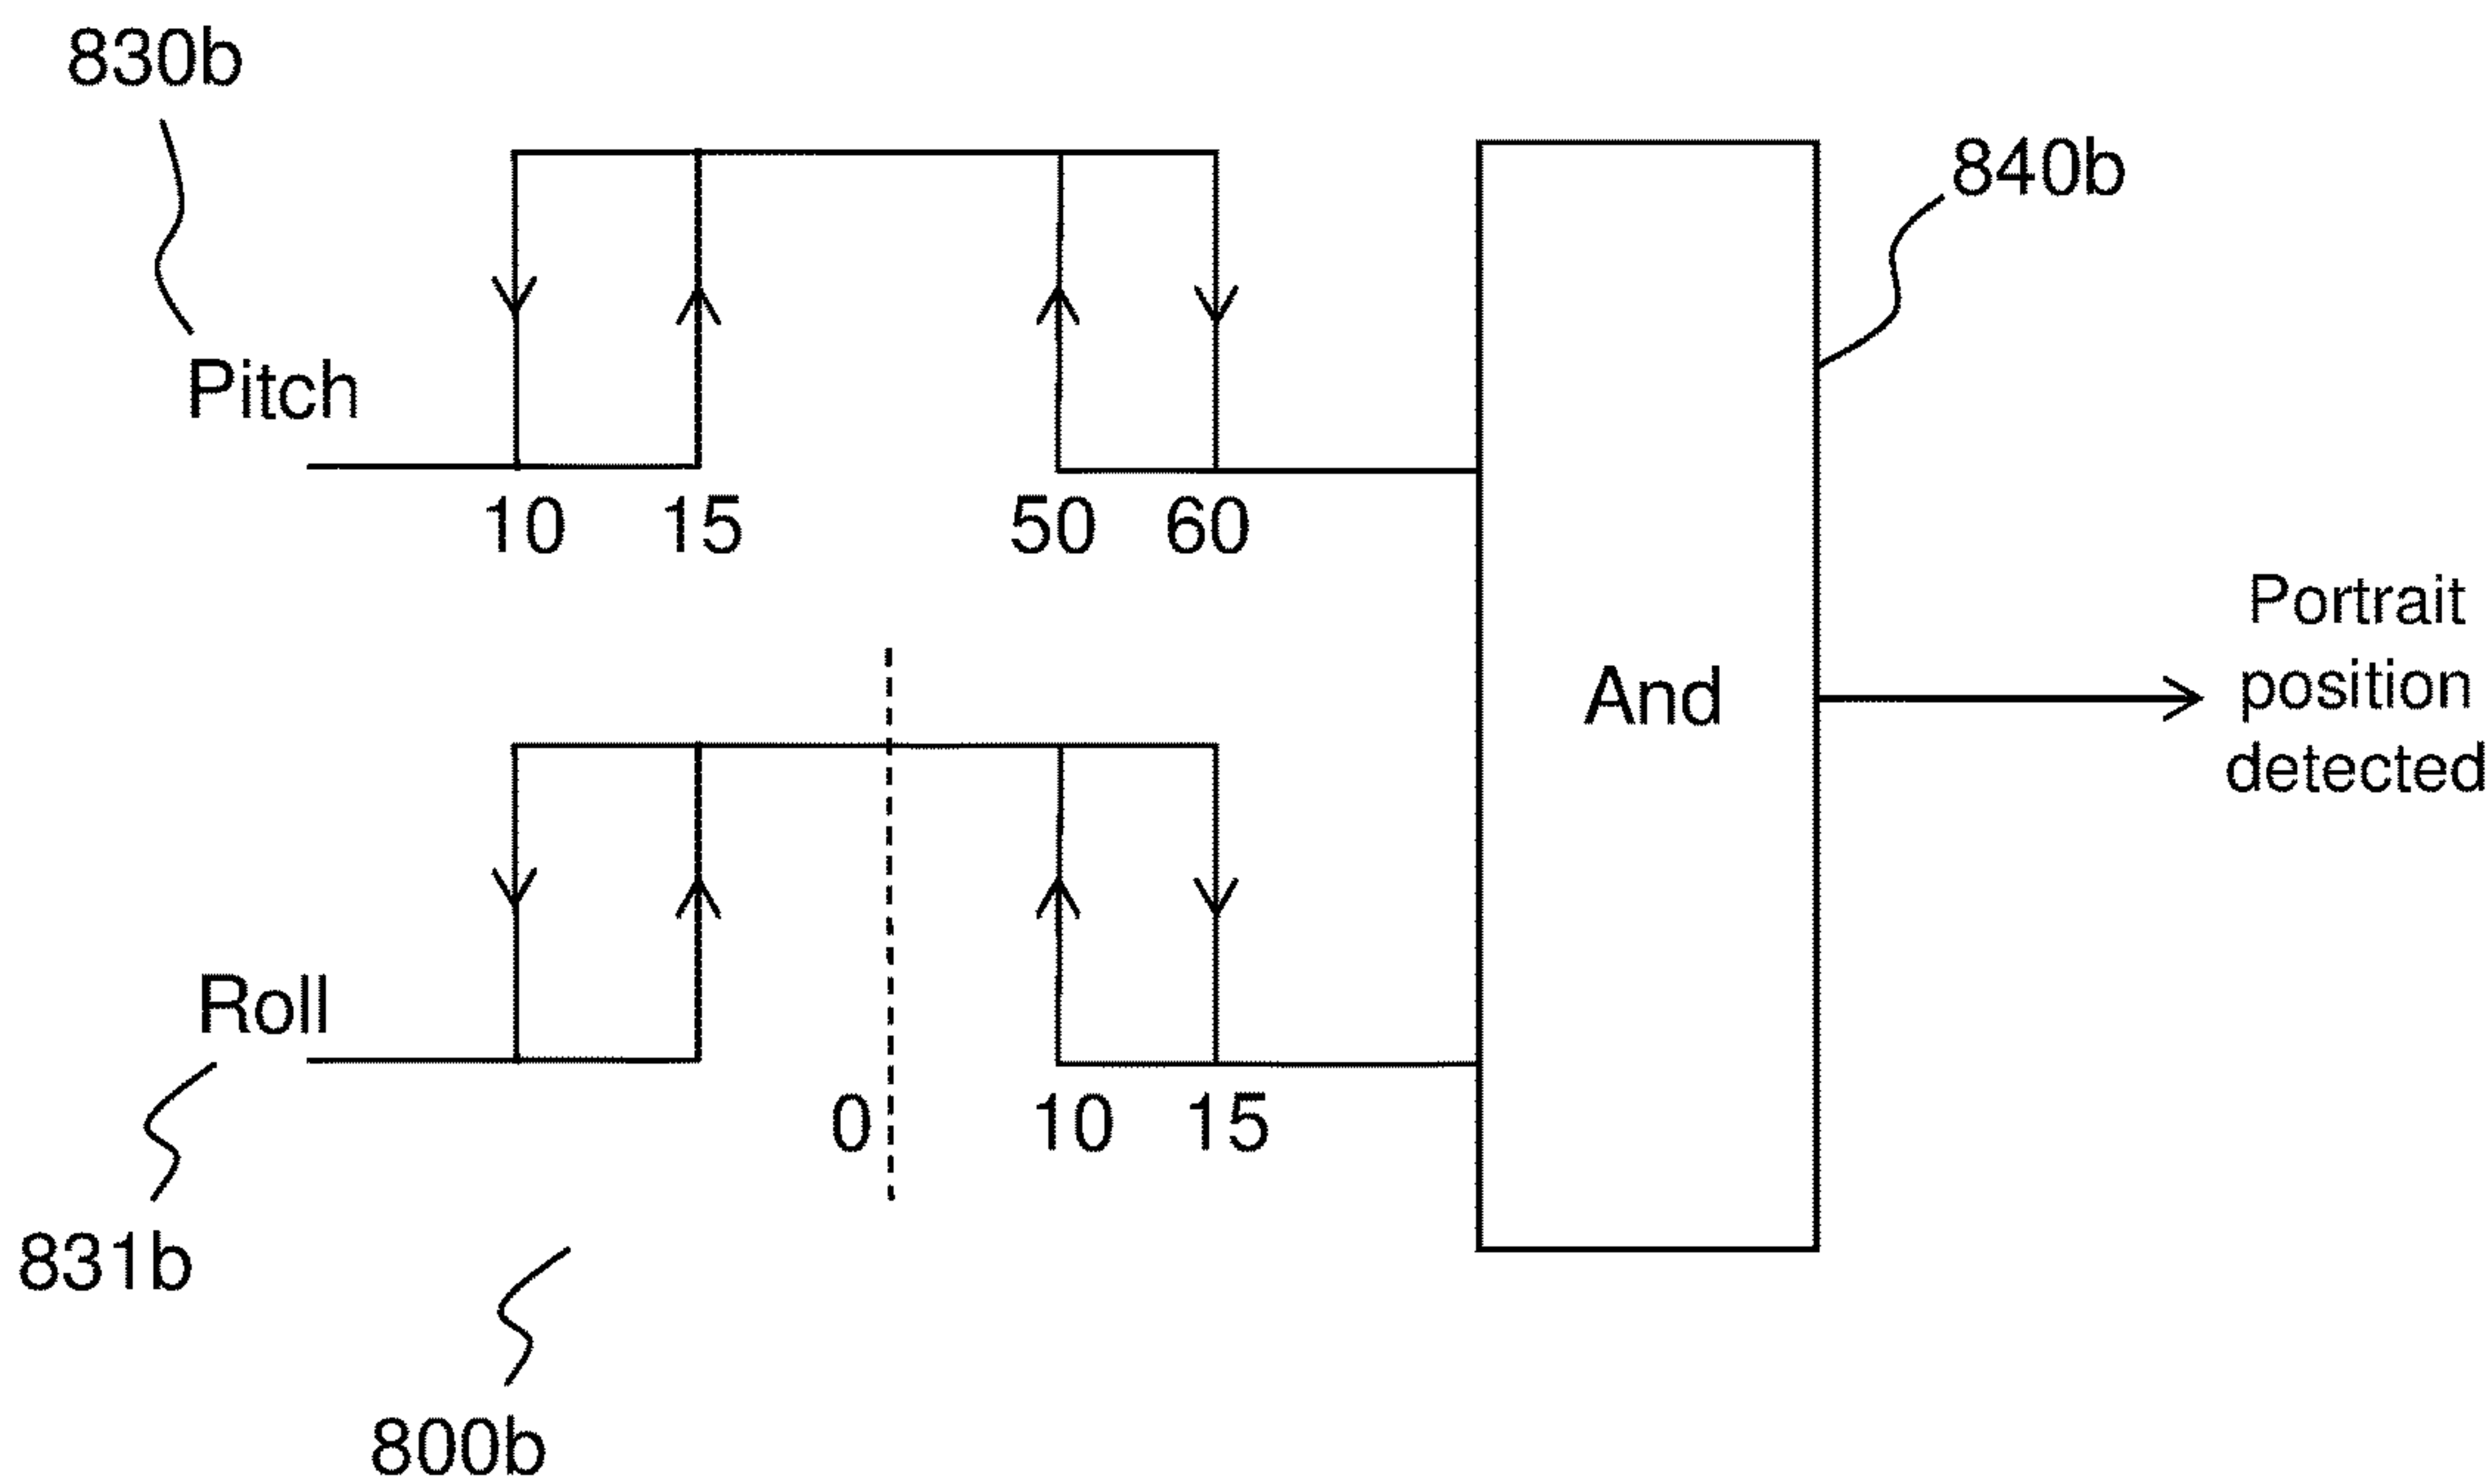 830b
840b
Pitch
10 15 50 60
Portrait
position
detected
And
Roll
0 10 15
831b
800b